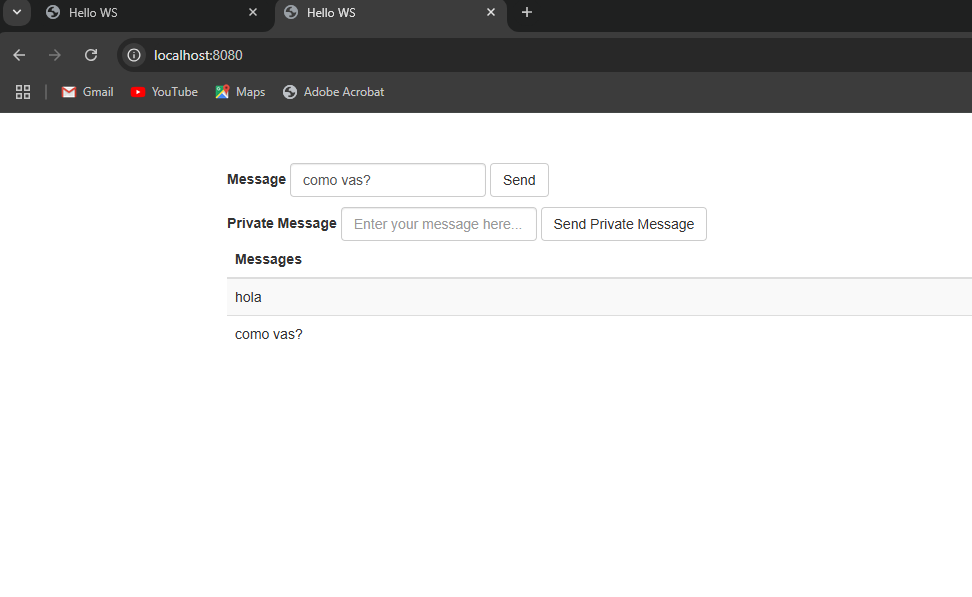 Hello WS Hello WS
localhost:8080
Gmail YouTube Maps Adobe Acrobat
Message como vas? Send
Private Message Enter your message here... Send Private Message
Messages
hola
como vas?